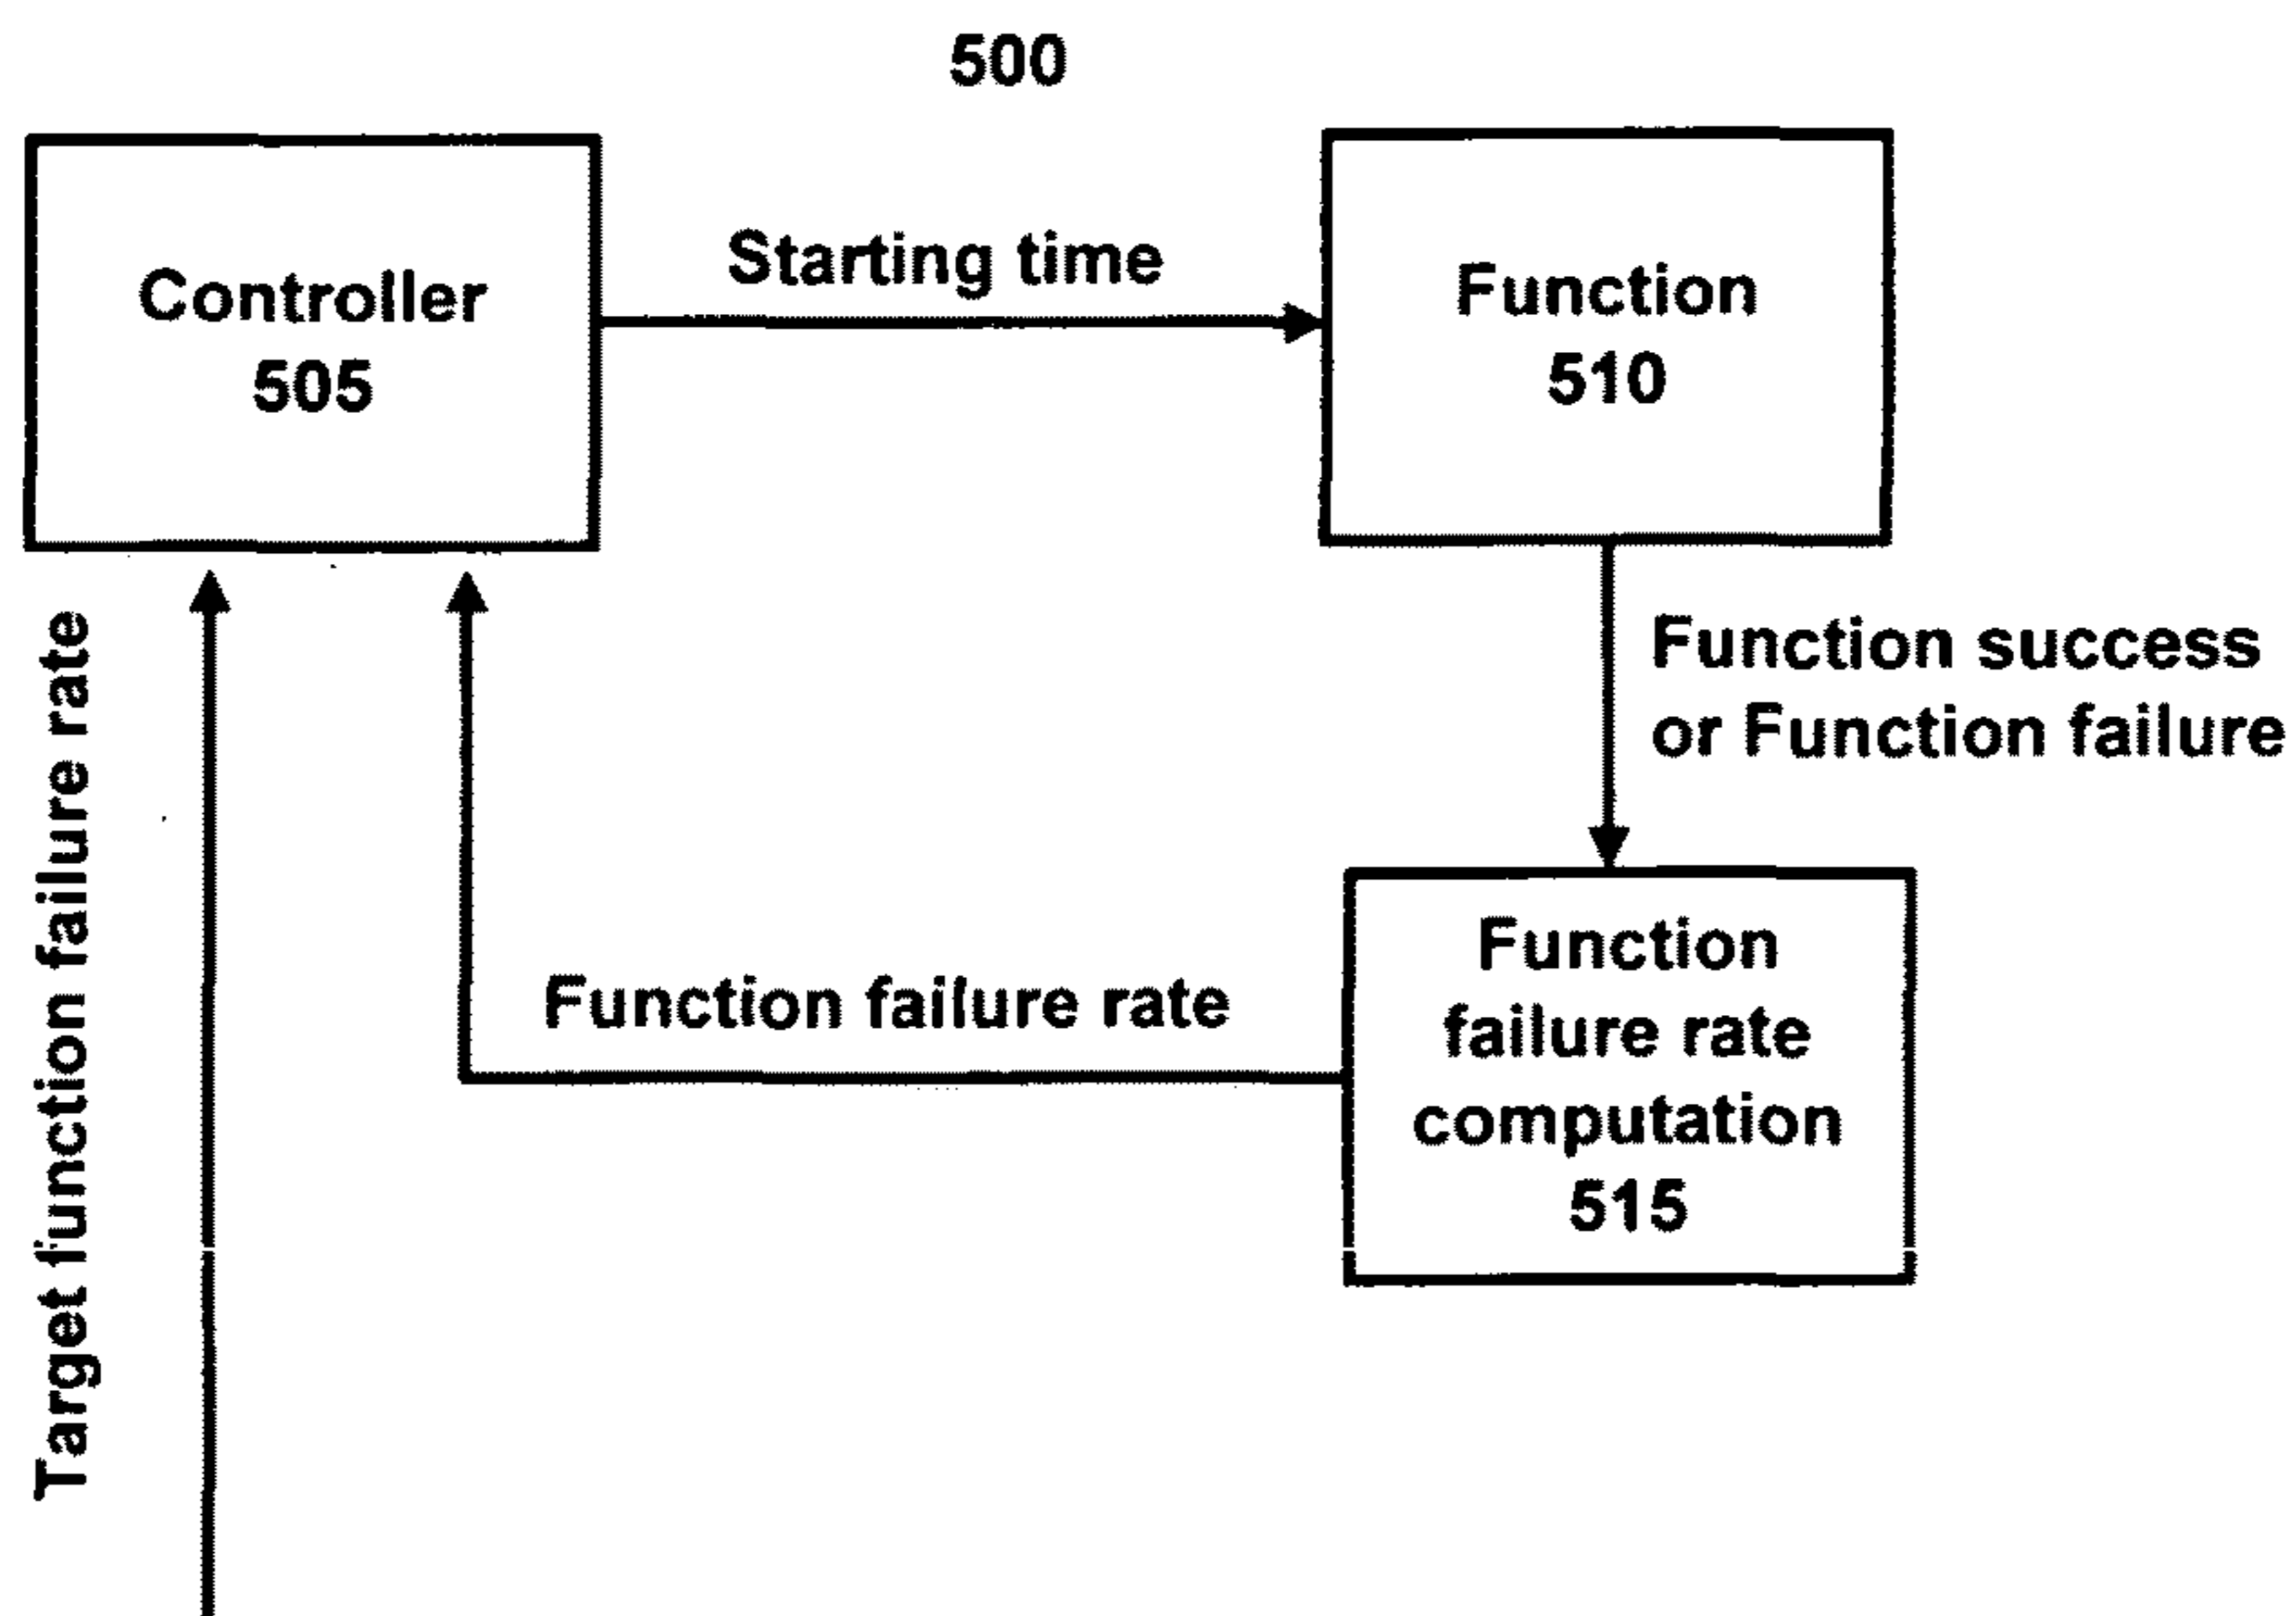 500
Controller
505
Starting time
Function
510
Function success
or Function failure
Target function failure rate
Function failure rate
Function
failure rate
computation
515